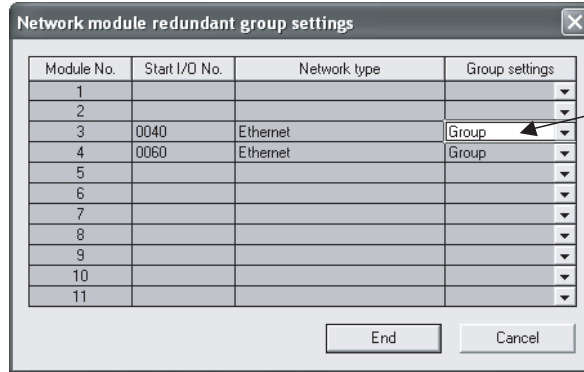 Network module redundant group settings
Module No. Start I/O No. Network type Group settings
1
2
3 0040 Ethernet Group
4 0060 Ethernet Group
5
6
7
8
9
10
11
End Cancel